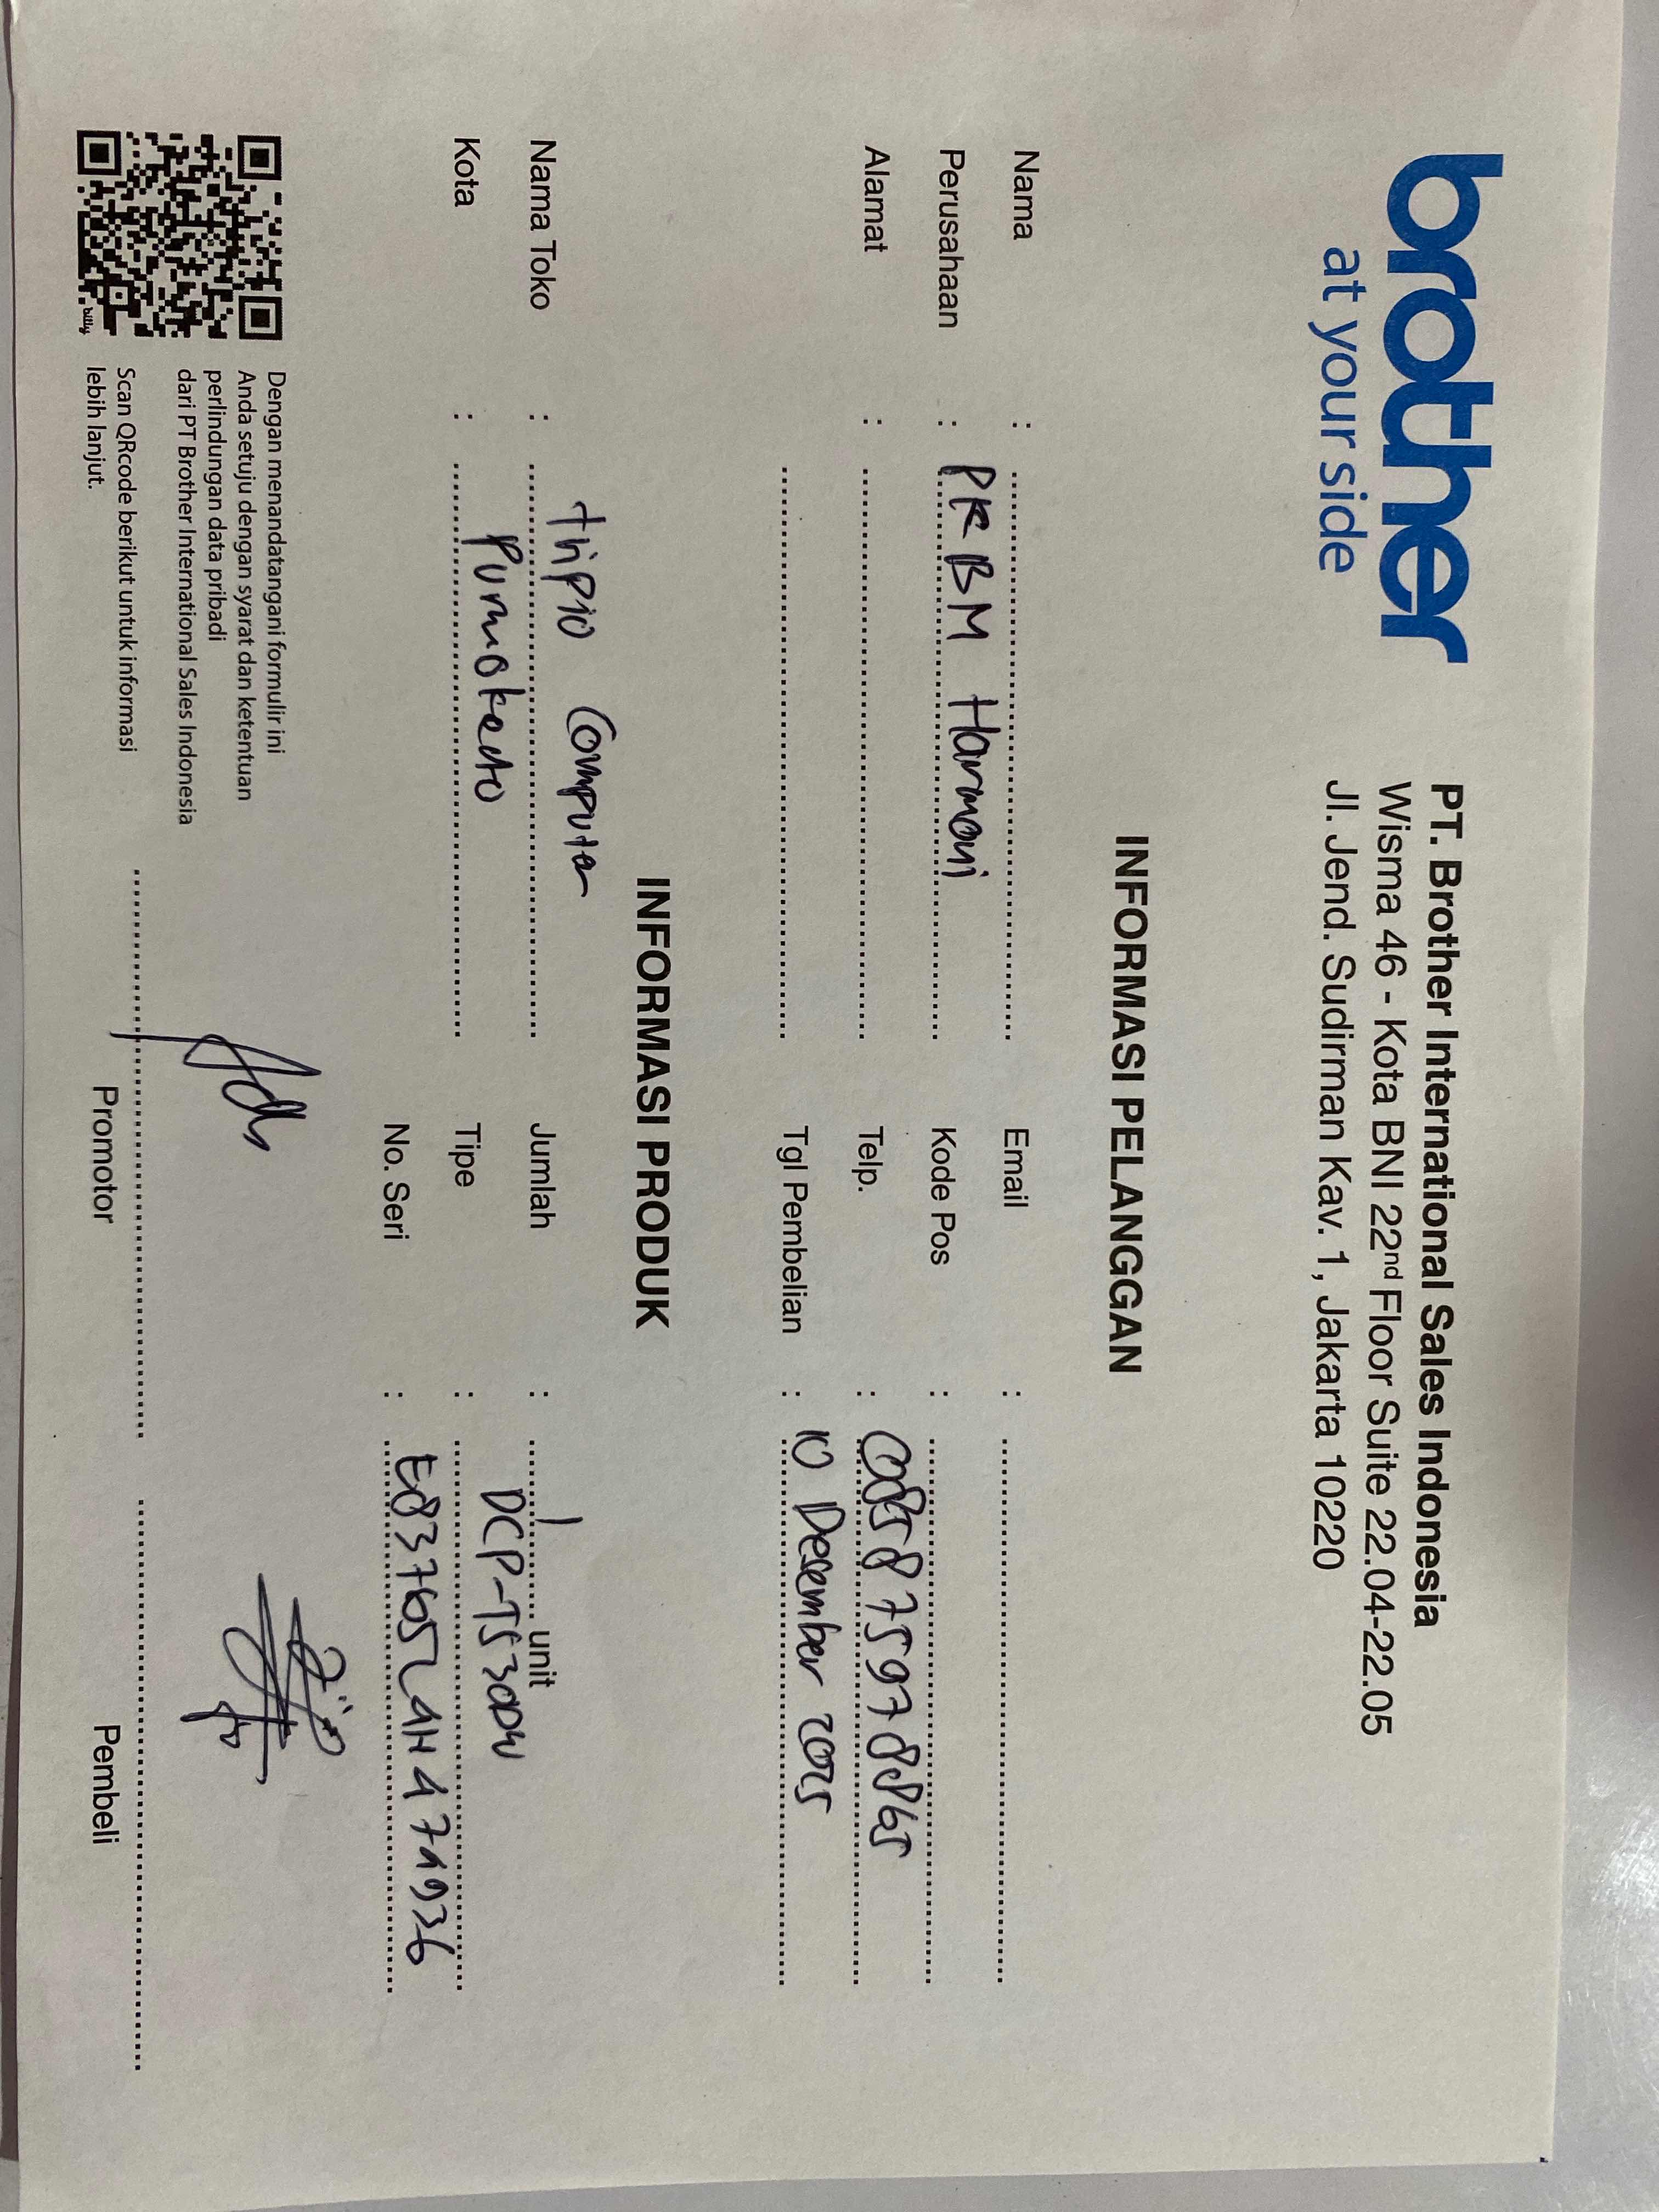 brother
at your side
PT. Brother International Sales Indonesia
Wisma 46 - Kota BNI 22nd Floor Suite 22.04-22.05
Jl. Jend. Sudirman Kav. 1, Jakarta 10220
INFORMASI PELANGGAN
Nama : Email :
Perusahaan : PKBM Harmoni Kode Pos :
Alamat : Telp. : 085875978865
Tgl Pembelian : 10 Desember 2025
INFORMASI PRODUK
Nama Toko : Computer Jumlah : 1 unit
Kota : Purwokerto Tipe : DCP-T530DW
No. Seri :
Dengan menandatangani formulir ini
Anda setuju dengan syarat dan ketentuan
perlindungan data pribadi
dari PT Brother International Sales Indonesia
Scan QRcode berikut untuk informasi
lebih lanjut.
billy
Promotor Pembeli